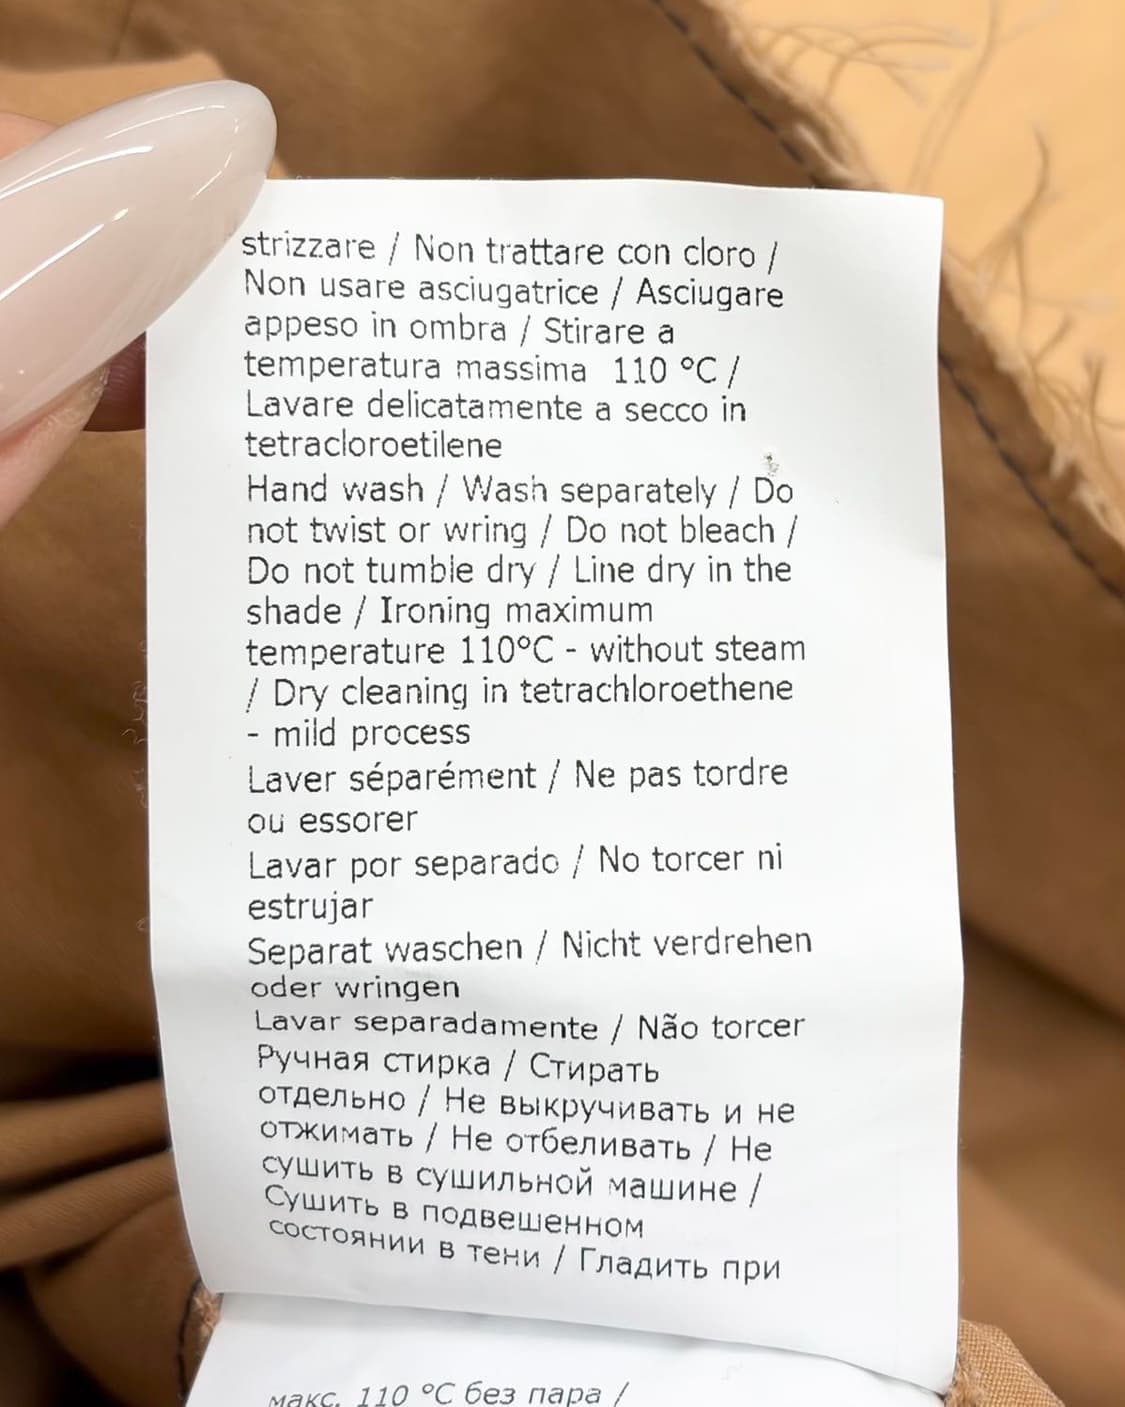 strizzare / Non trattare con cloro /
Non usare asciugatrice / Asciugare
appeso in ombra / Stirare a
temperatura massima 110 °C /
Lavare delicatamente a secco in
tetracloroetilene
Hand wash / Wash separately / Do
not twist or wring / Do not bleach /
Do not tumble dry / Line dry in the
shade / Ironing maximum
temperature 110°C - without steam
/ Dry cleaning in tetrachloroethene
- mild process
Laver séparément / Ne pas tordre
ou essorer
Lavar por separado / No torcer ni
estrujar
Separat waschen / Nicht verdrehen
oder wringen
Lavar separadamente / Não torcer
Ручная стирка / Стирать
отдельно / Не выкручивать и не
отжимать / Не отбеливать / Не
сушить в сушильной машине /
Сушить в подвешенном
состоянии в тени / Гладить при
макс. 110 °C без пара /